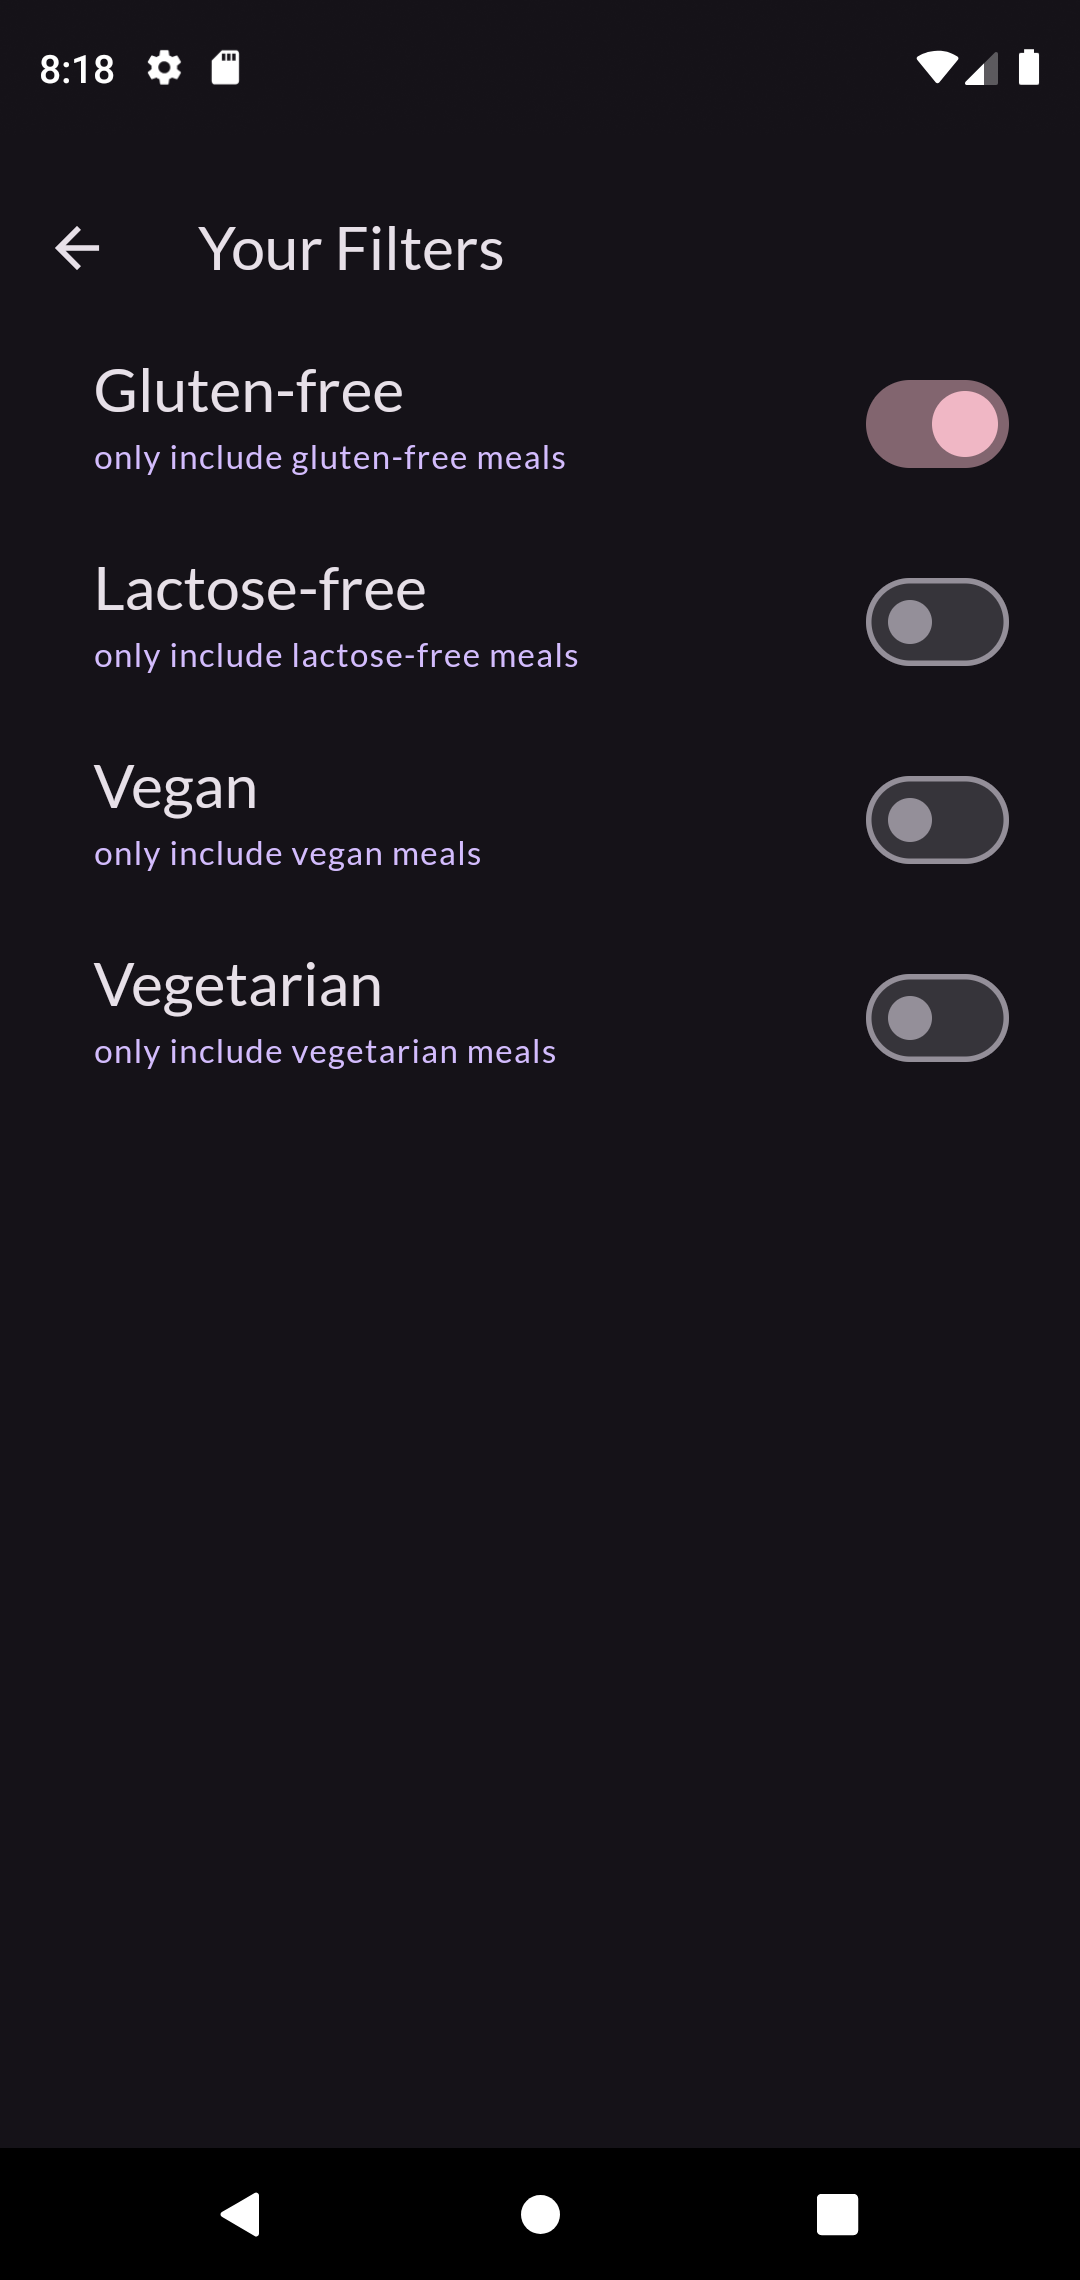 8:18
Your Filters
Gluten-free
only include gluten-free meals
Lactose-free
only include lactose-free meals
Vegan
only include vegan meals
Vegetarian
only include vegetarian meals